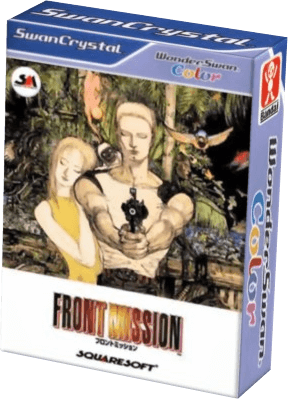 SwanCrystal
SwanCrystal
WonderSwan
Color
Bandai
WonderSwan
Color
FRONT MISSION
フロントミッション
SQUARESOFT